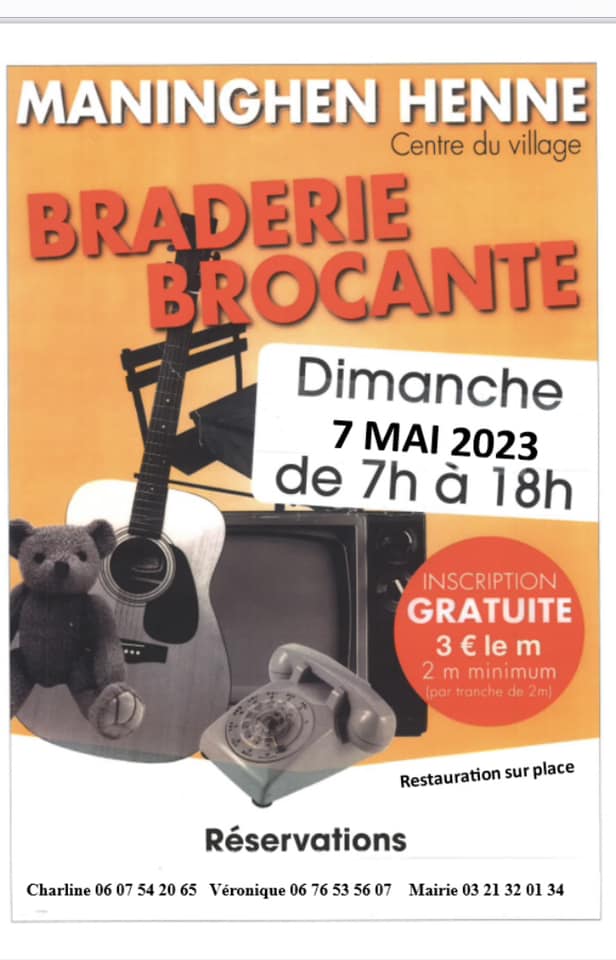 MANINGHEN HENNE
Centre du village
BRADERIE
BROCANTE
Dimanche
7 MAI 2023
de 7h à 18h
INSCRIPTION
GRATUITE
3 € le m
2 m minimum
(par tranche de 2m)
Restauration sur place
Réservations
Charline 06 07 54 20 65 Véronique 06 76 53 56 07 Mairie 03 21 32 01 34